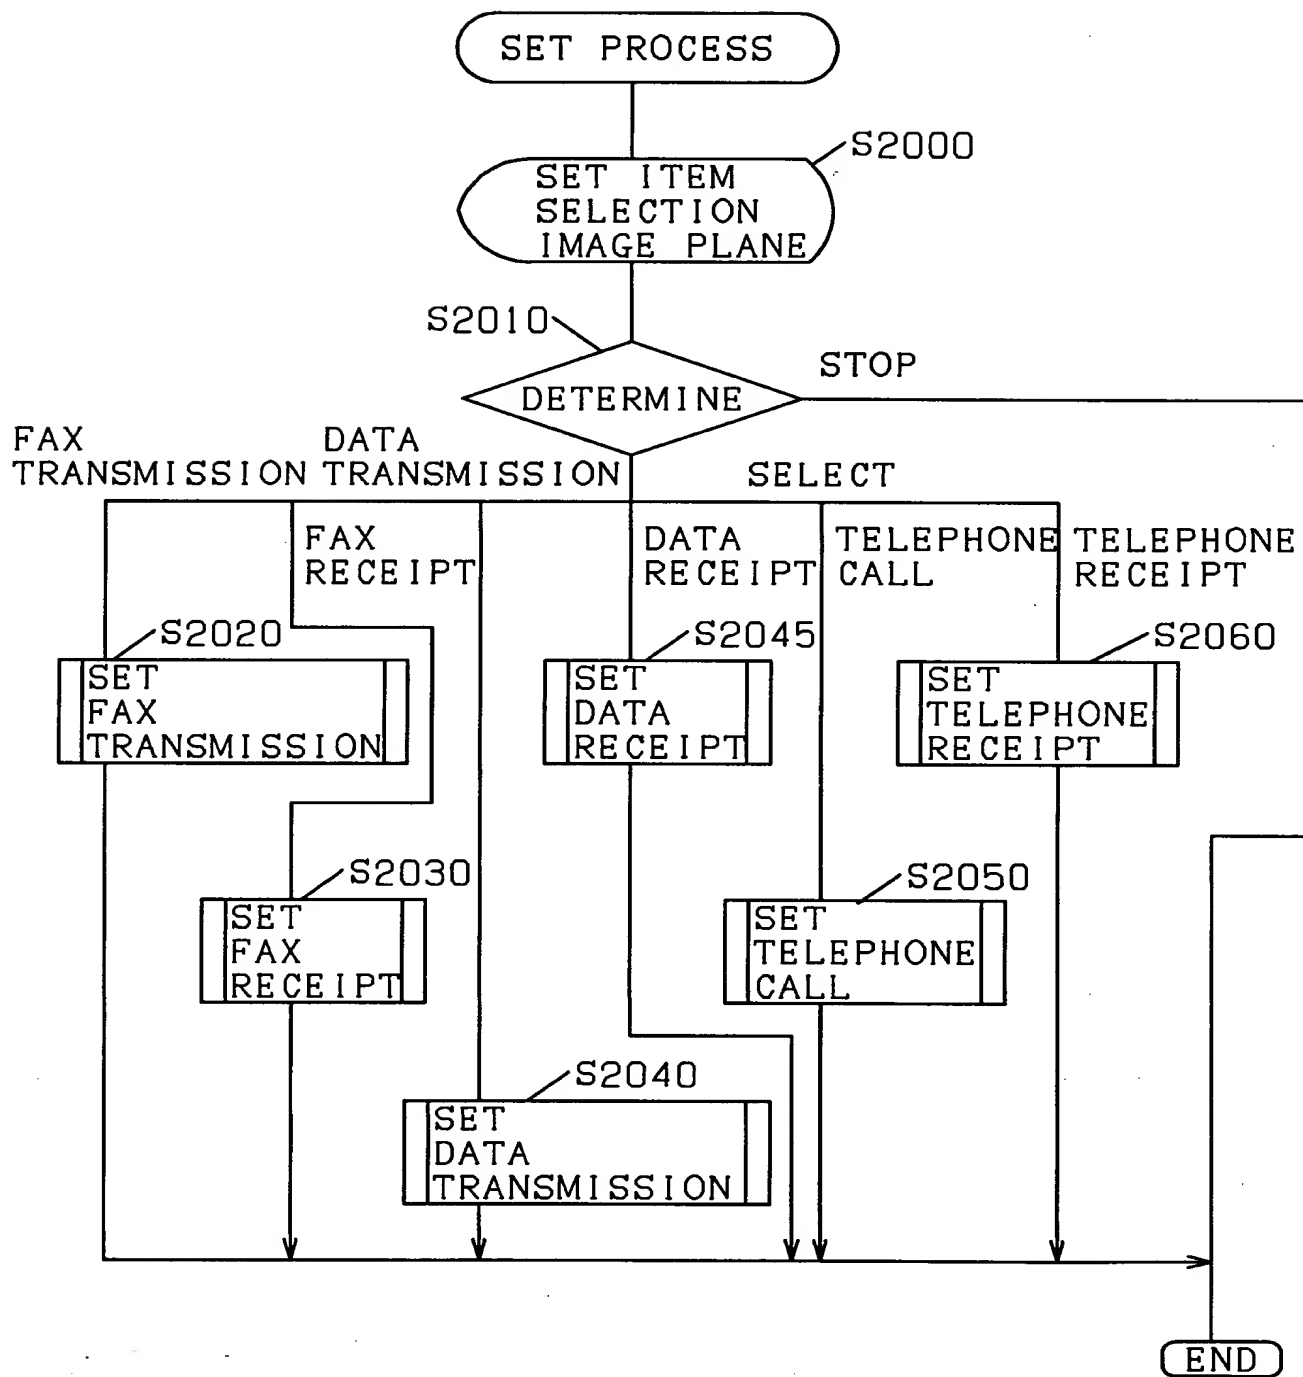 SET PROCESS
S2000
SET ITEM
SELECTION
IMAGE PLANE
S2010
DETERMINE
STOP
FAX
TRANSMISSION
DATA
TRANSMISSION
SELECT
FAX
RECEIPT
DATA
RECEIPT
TELEPHONE
CALL
TELEPHONE
RECEIPT
S2020
SET
FAX
TRANSMISSION
S2045
SET
DATA
RECEIPT
S2060
SET
TELEPHONE
RECEIPT
S2030
SET
FAX
RECEIPT
S2050
SET
TELEPHONE
CALL
S2040
SET
DATA
TRANSMISSION
END